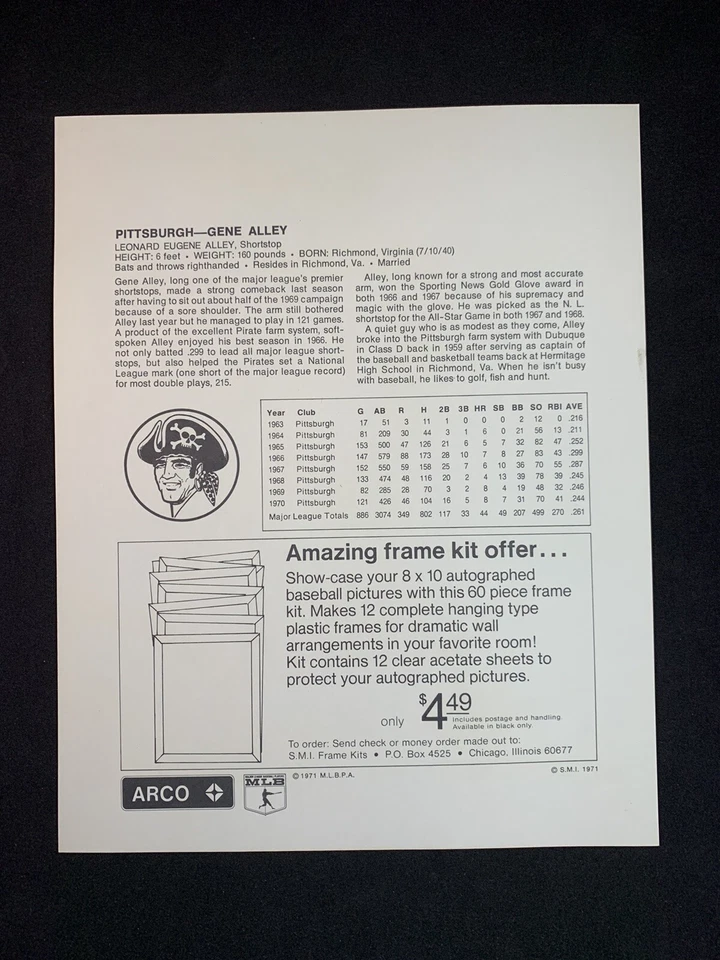 PITTSBURGH—GENE ALLEY
LEONARD EUGENE ALLEY, Shortstop
HEIGHT: 6 feet • WEIGHT: 160 pounds • BORN: Richmond, Virginia (7/10/40)
Bats and throws righthanded • Resides in Richmond, Va. • Married
Gene Alley, long one of the major league's premier
shortstops, made a strong comeback last season
after having to sit out about half of the 1969 campaign
because of a sore shoulder. The arm still bothered
Alley last year but he managed to play in 121 games.
A product of the excellent Pirate farm system, soft-
spoken Alley enjoyed his best season in 1966. He
not only batted .299 to lead all major league short-
stops, but also helped the Pirates set a National
League mark (one short of the major league record)
for most double plays, 215.
Alley, long known for a strong and most accurate
arm, won the Sporting News Gold Glove award in
both 1966 and 1967 because of his supremacy and
magic with the glove. He was picked as the N. L.
shortstop for the All-Star Game in both 1967 and 1968.
A quiet guy who is as modest as they come, Alley
broke into the Pittsburgh farm system with Dubuque
in Class D back in 1959 after serving as captain of
the baseball and basketball teams back at Hermitage
High School in Richmond, Va. When he isn't busy
with baseball, he likes to golf, fish and hunt.
Year Club G AB R H 2B 3B HR SB BB SO RBI AVE
1963 Pittsburgh 17 51 3 11 1 0 0 0 2 12 0 .216
1964 Pittsburgh 81 209 30 44 3 1 6 0 21 56 13 .211
1965 Pittsburgh 153 500 47 126 21 6 5 7 32 82 47 .252
1966 Pittsburgh 147 579 88 173 28 10 7 8 27 83 43 .299
1967 Pittsburgh 152 550 59 158 25 7 6 10 36 70 55 .287
1968 Pittsburgh 133 474 48 116 20 2 4 13 39 78 39 .245
1969 Pittsburgh 82 285 28 70 3 2 8 4 19 48 32 .246
1970 Pittsburgh 121 426 46 104 16 5 8 7 31 70 41 .244
Major League Totals 886 3074 349 802 117 33 44 49 207 499 270 .261
Amazing frame kit offer...
Show-case your 8 x 10 autographed
baseball pictures with this 60 piece frame
kit. Makes 12 complete hanging type
plastic frames for dramatic wall
arrangements in your favorite room!
Kit contains 12 clear acetate sheets to
protect your autographed pictures.
only $4.49 Includes postage and handling
Available in black only
To order: Send check or money order made out to:
S.M.I. Frame Kits • P.O. Box 4525 • Chicago, Illinois 60677
© S.M.I. 1971
ARCO
MLB
© 1971 M.L.B.P.A.